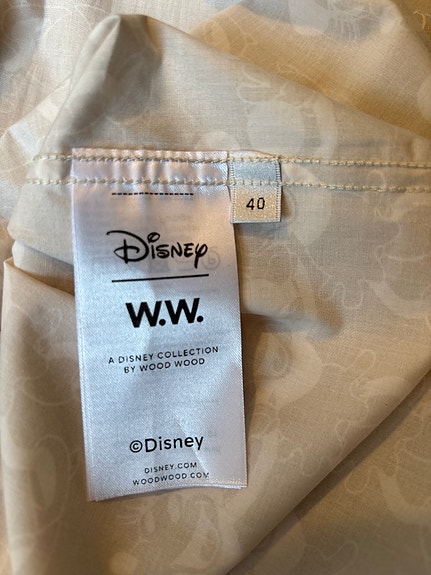 Disney
W.W.
A DISNEY COLLECTION
BY WOOD WOOD
©Disney
DISNEY.COM
WOODWOOD.COM
40